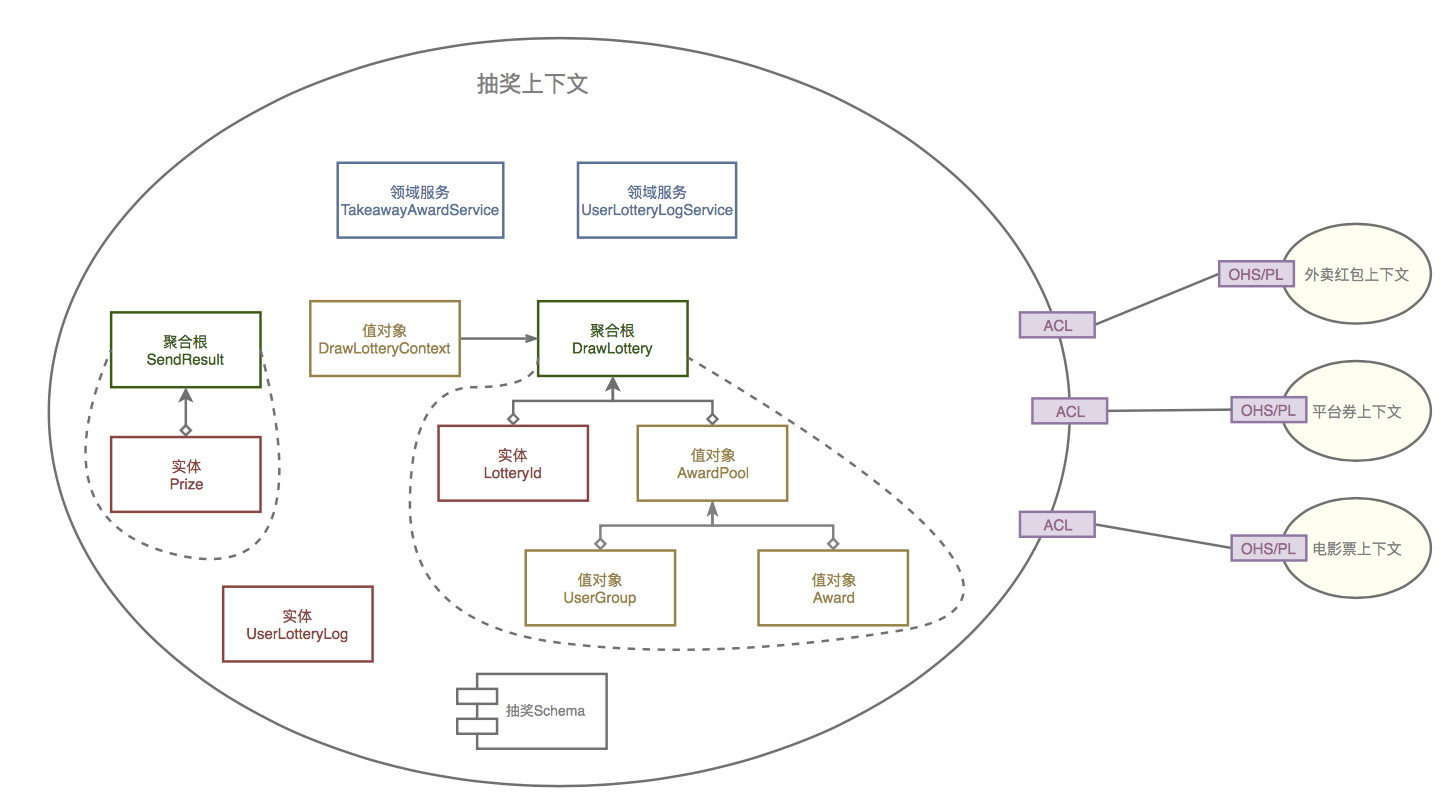 抽奖上下文
领域服务
TakeawayAwardService
领域服务
UserLotteryLogService
聚合根
SendResult
值对象
DrawLotteryContext
聚合根
DrawLottery
实体
Prize
实体
LotteryId
值对象
AwardPool
值对象
UserGroup
值对象
Award
实体
UserLotteryLog
抽奖Schema
ACL
OHS/PL
外卖红包上下文
ACL
OHS/PL
平台券上下文
ACL
OHS/PL
电影票上下文